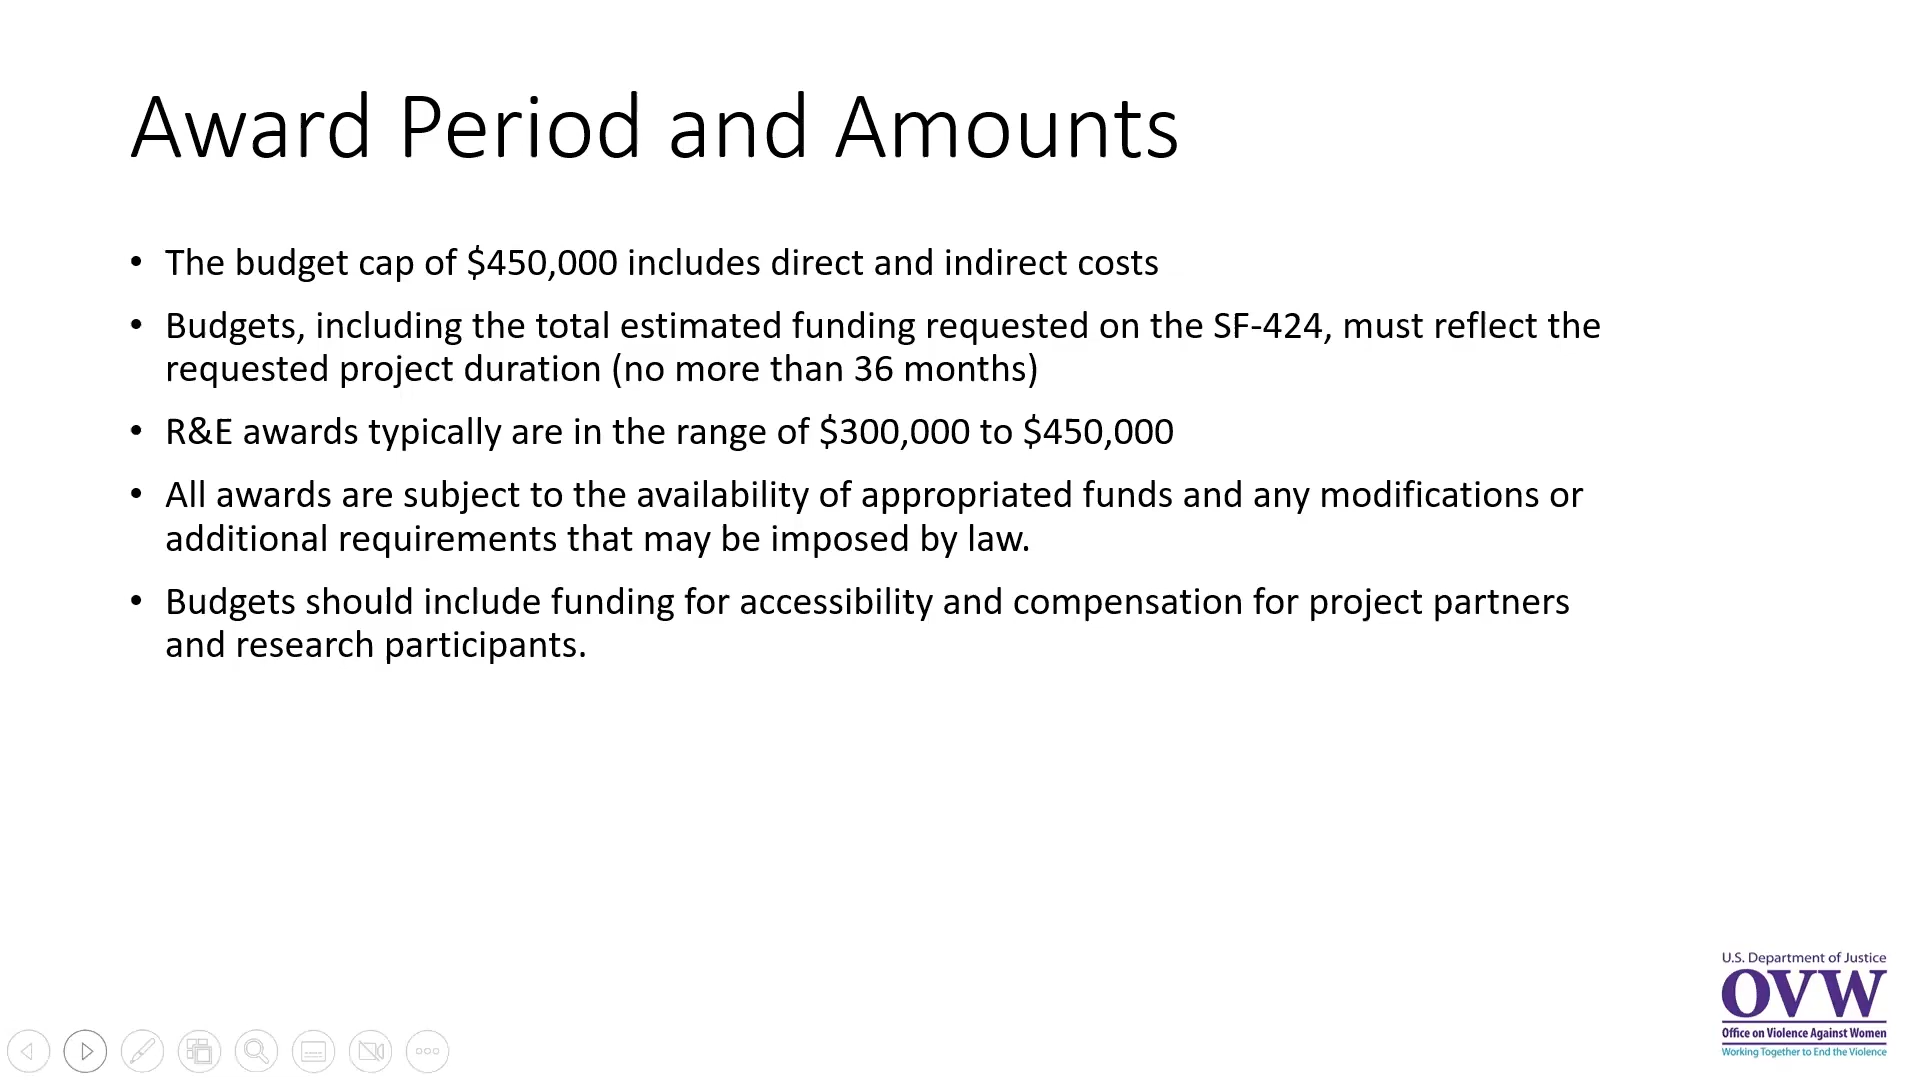 Award Period and Amounts
• The budget cap of $450,000 includes direct and indirect costs
• Budgets, including the total estimated funding requested on the SF-424, must reflect the
requested project duration (no more than 36 months)
• R&E awards typically are in the range of $300,000 to $450,000
• All awards are subject to the availability of appropriated funds and any modifications or
additional requirements that may be imposed by law.
• Budgets should include funding for accessibility and compensation for project partners
and research participants.
U.S. Department of Justice
OVW
Office on Violence Against Women
Working Together to End the Violence